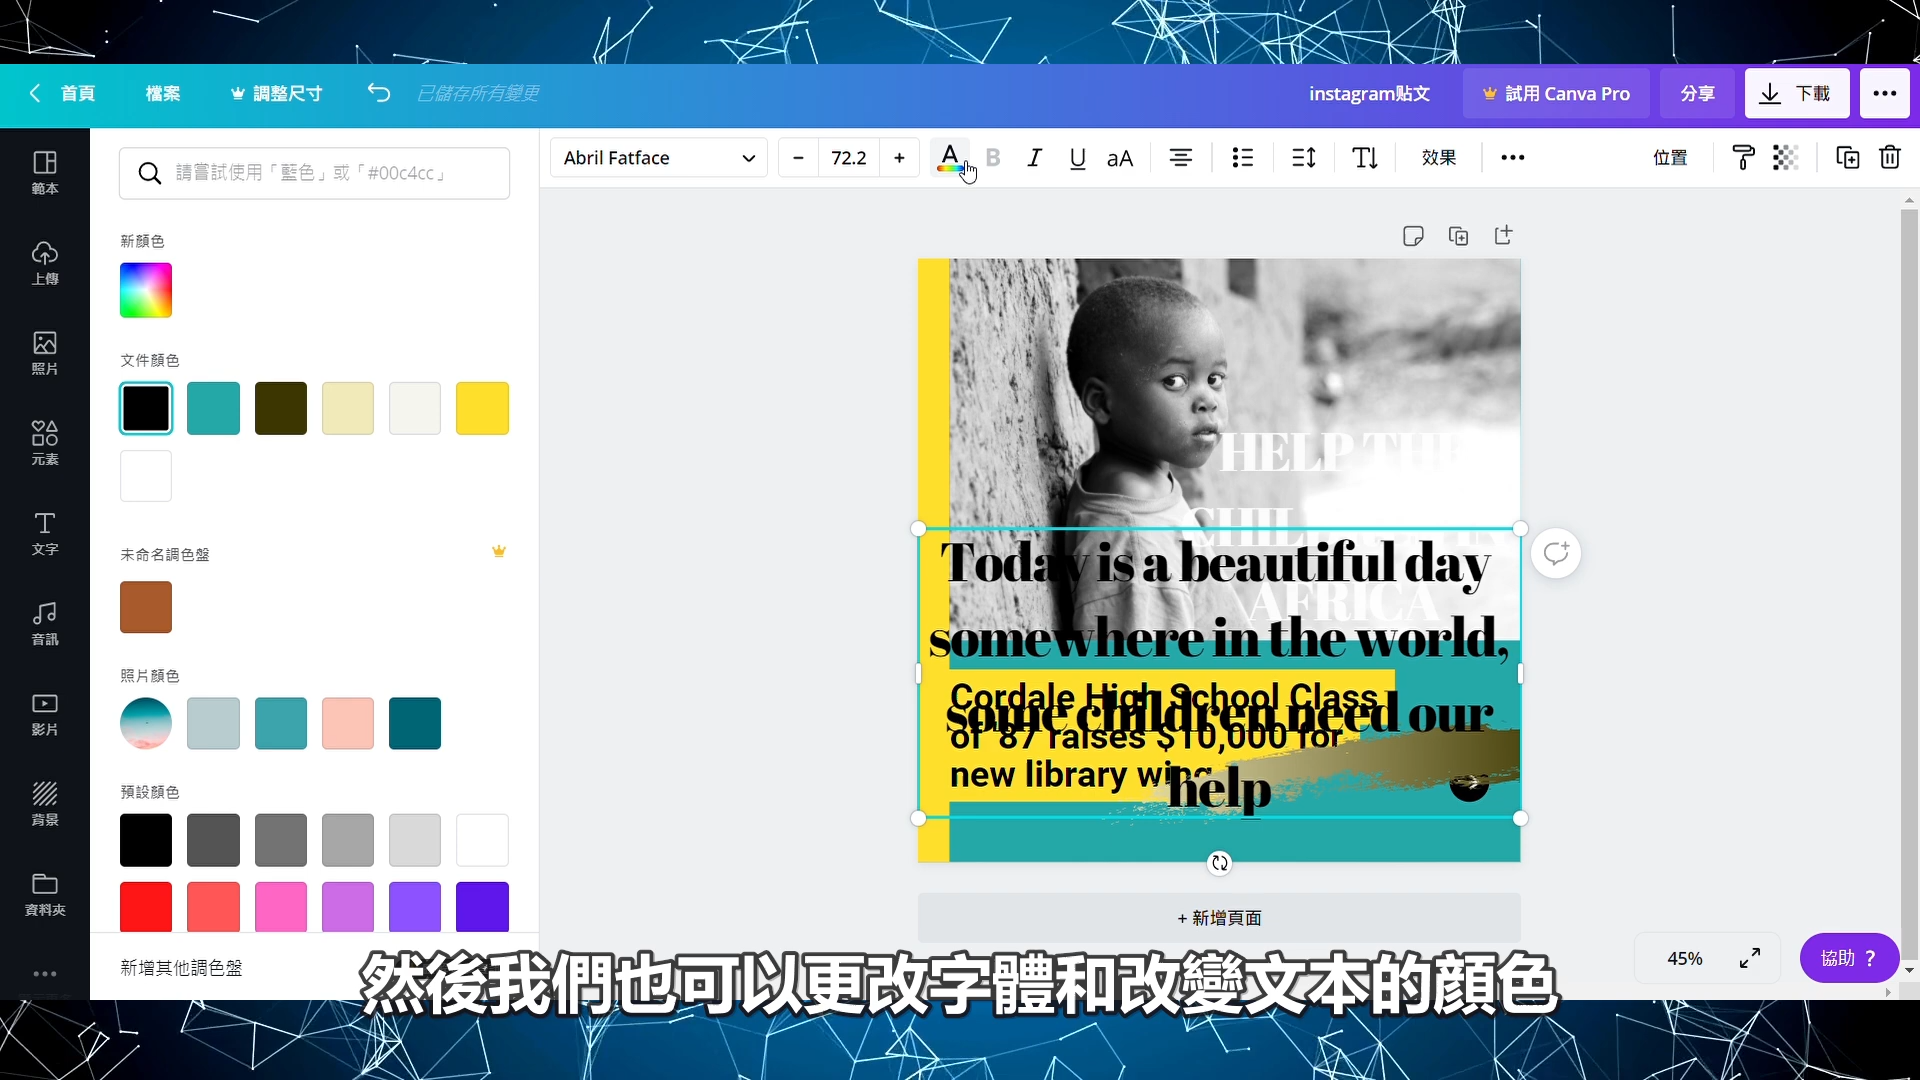 首頁
檔案
調整尺寸
已儲存所有變更
instagram貼文
試用 Canva Pro
分享
下載
範本
上傳
照片
元素
文字
音訊
影片
背景
資料夾
請嘗試使用「藍色」或「#00c4cc」
新顏色
文件顏色
未命名調色盤
照片顏色
預設顏色
新增其他調色盤
Abril Fatface
72.2
A
B
I
U
aA
效果
位置
HELP THE
CHIL
AFRICA
Today is a beautiful day
somewhere in the world,
some children need our
help
Cordale High School Class
of '87 raises $10,000 for
new library wing
+ 新增頁面
45%
協助 ?
然後我們也可以更改字體和改變文本的顏色